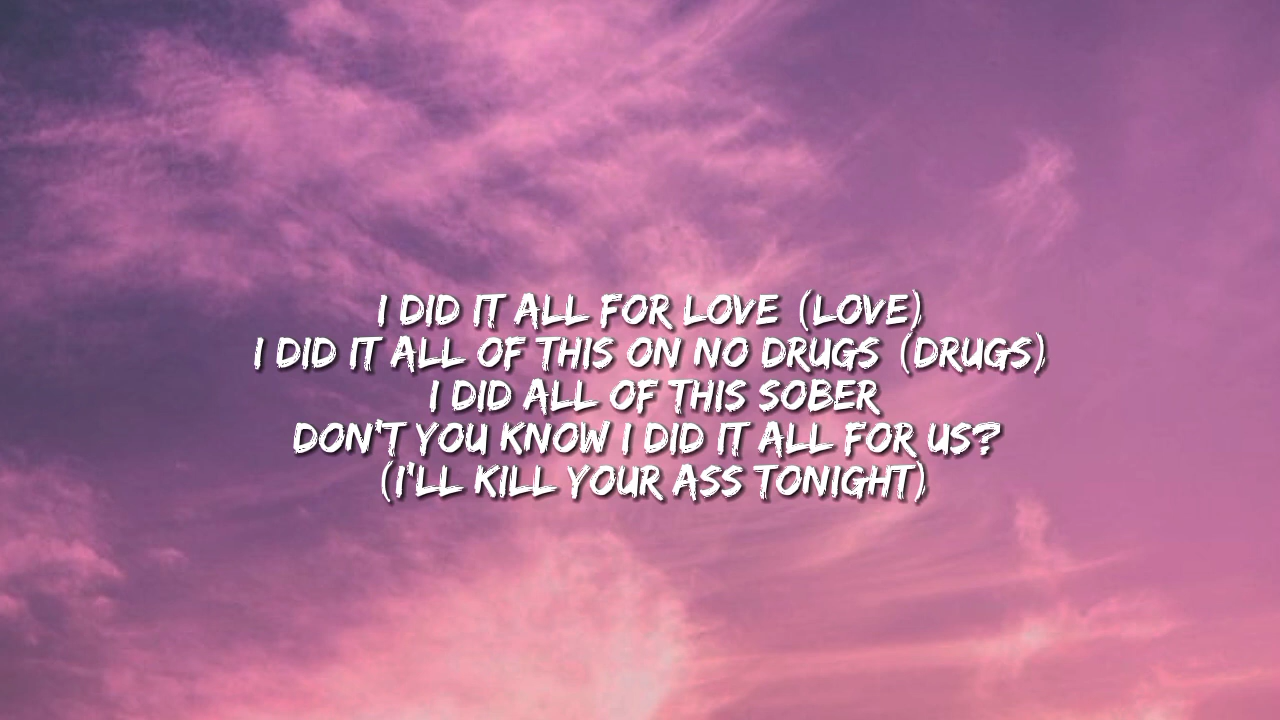 I DID IT ALL FOR LOVE (LOVE)
I DID IT ALL OF THIS ON NO DRUGS (DRUGS)
I DID ALL OF THIS SOBER
DON'T YOU KNOW I DID IT ALL FOR US?
(I'LL KILL YOUR ASS TONIGHT)